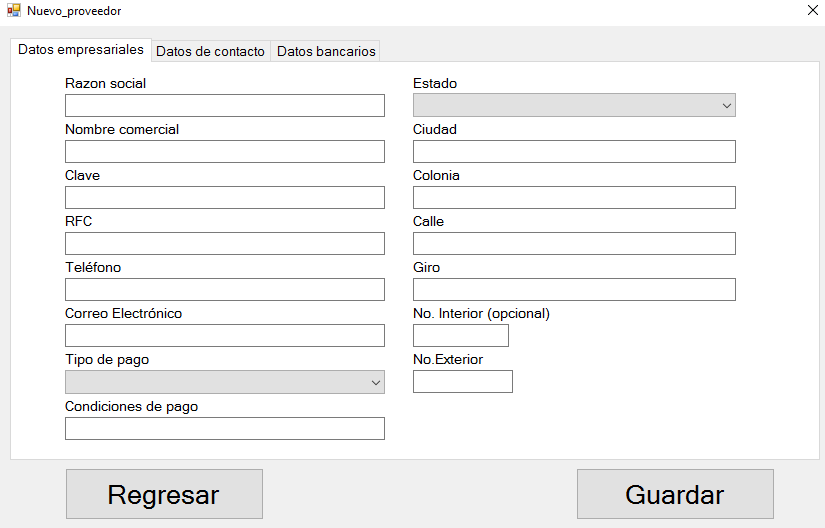 Nuevo_proveedor
Datos empresariales Datos de contacto Datos bancarios
Razon social
Nombre comercial
Clave
RFC
Teléfono
Correo Electrónico
Tipo de pago
Condiciones de pago
Estado
Ciudad
Colonia
Calle
Giro
No. Interior (opcional)
No.Exterior
Regresar Guardar